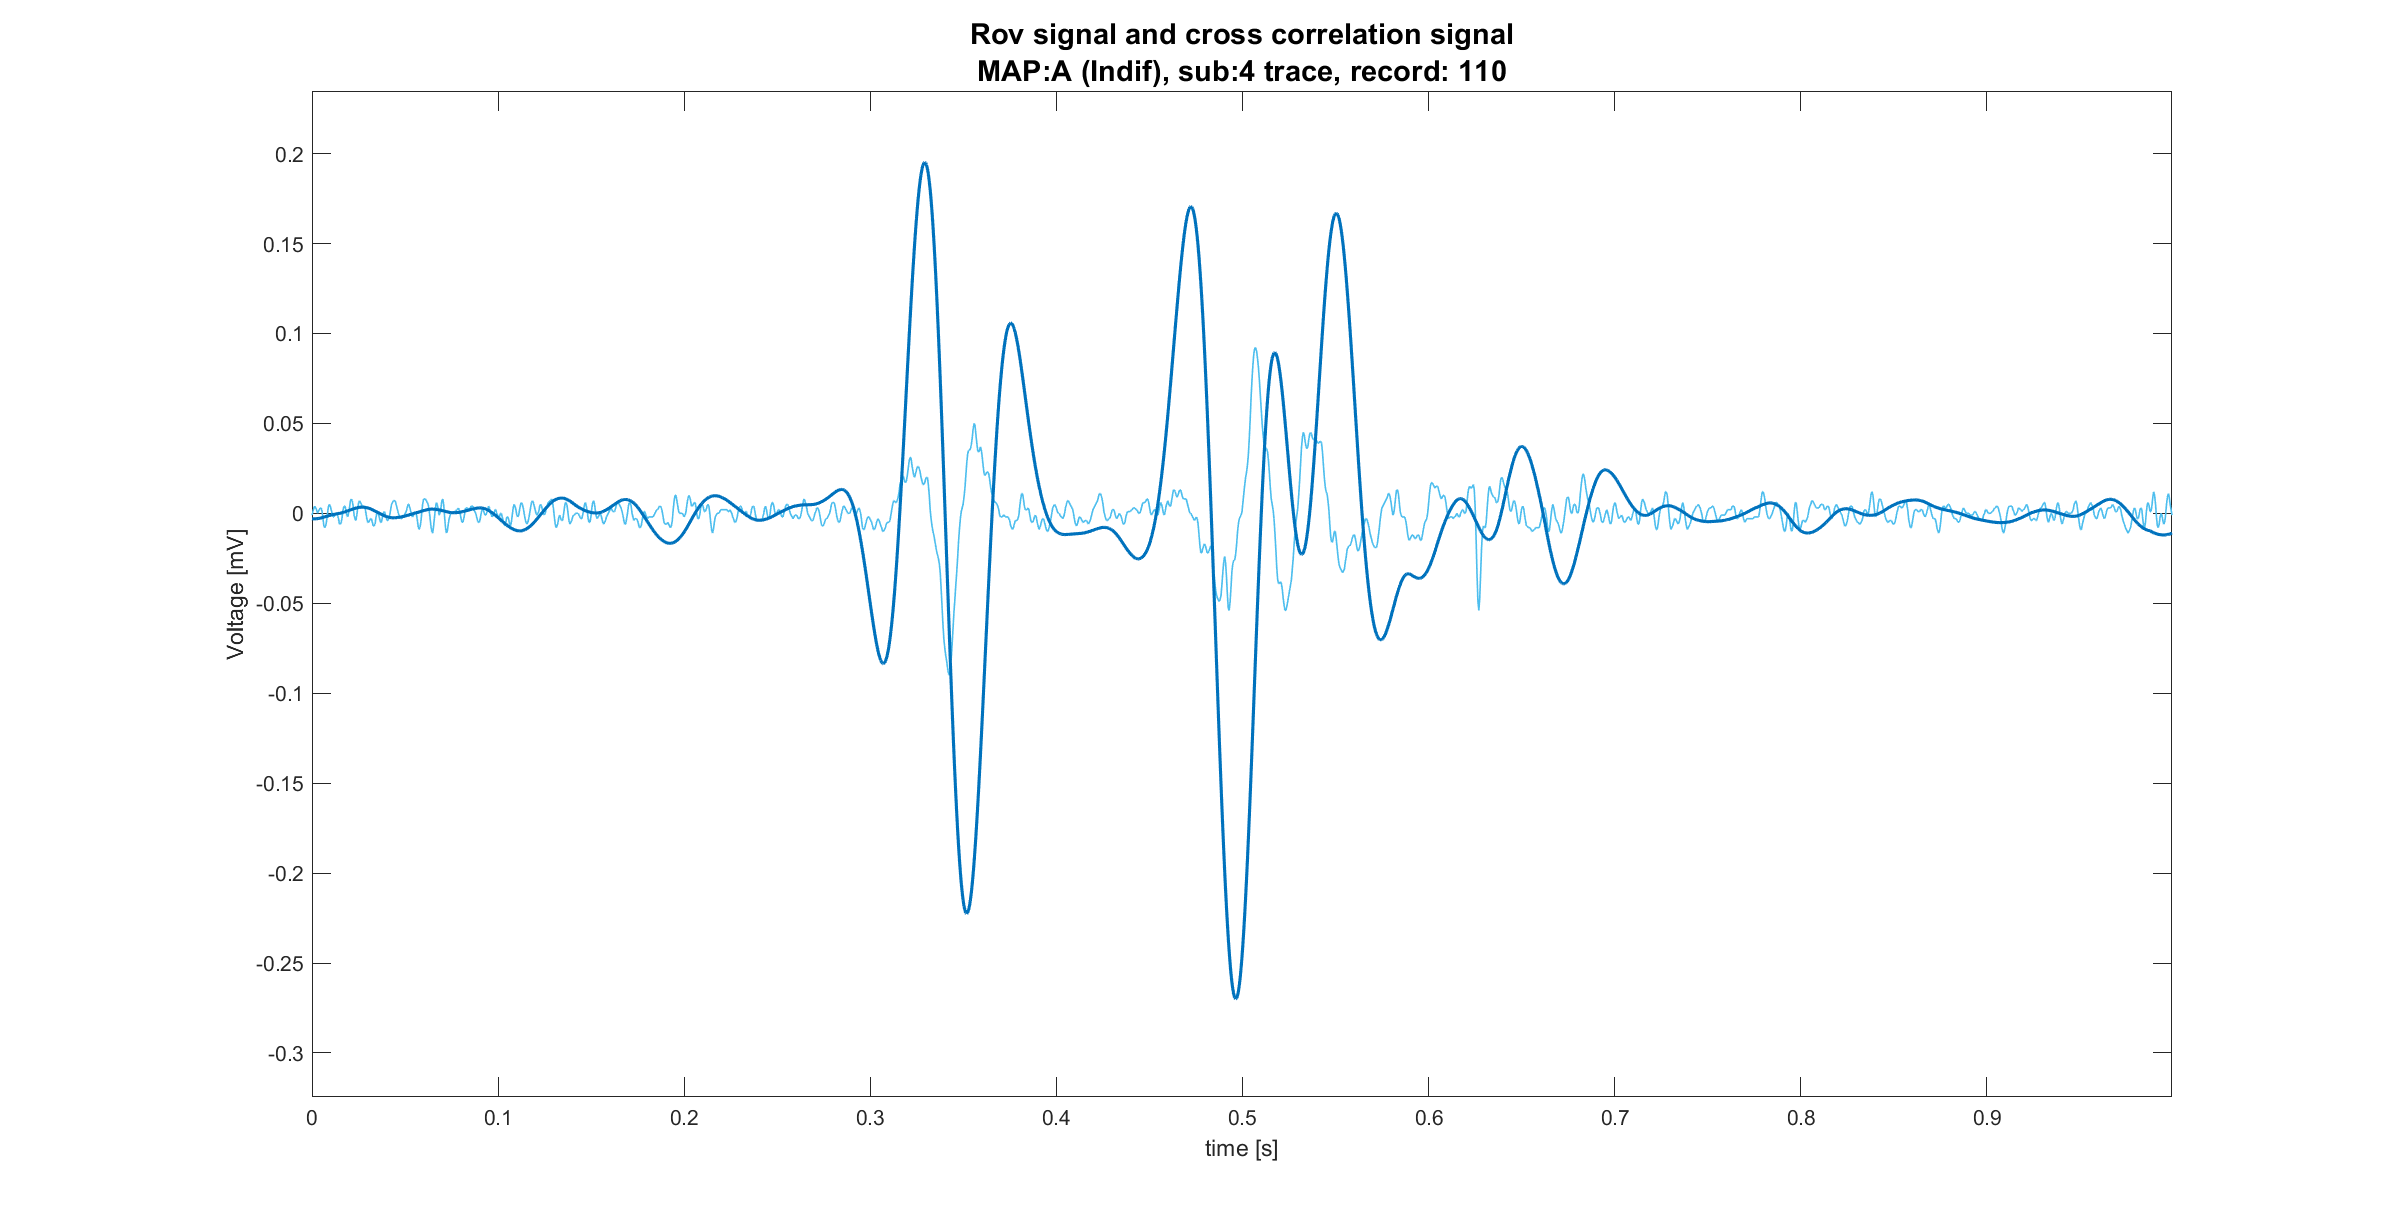 Rov signal and cross correlation signal
MAP:A (Indif), sub:4 trace, record: 110
0.2
0.15
0.1
0.05
0
-0.05
-0.1
-0.15
-0.2
-0.25
-0.3
Voltage [mV]
0 0.1 0.2 0.3 0.4 0.5 0.6 0.7 0.8 0.9
time [s]